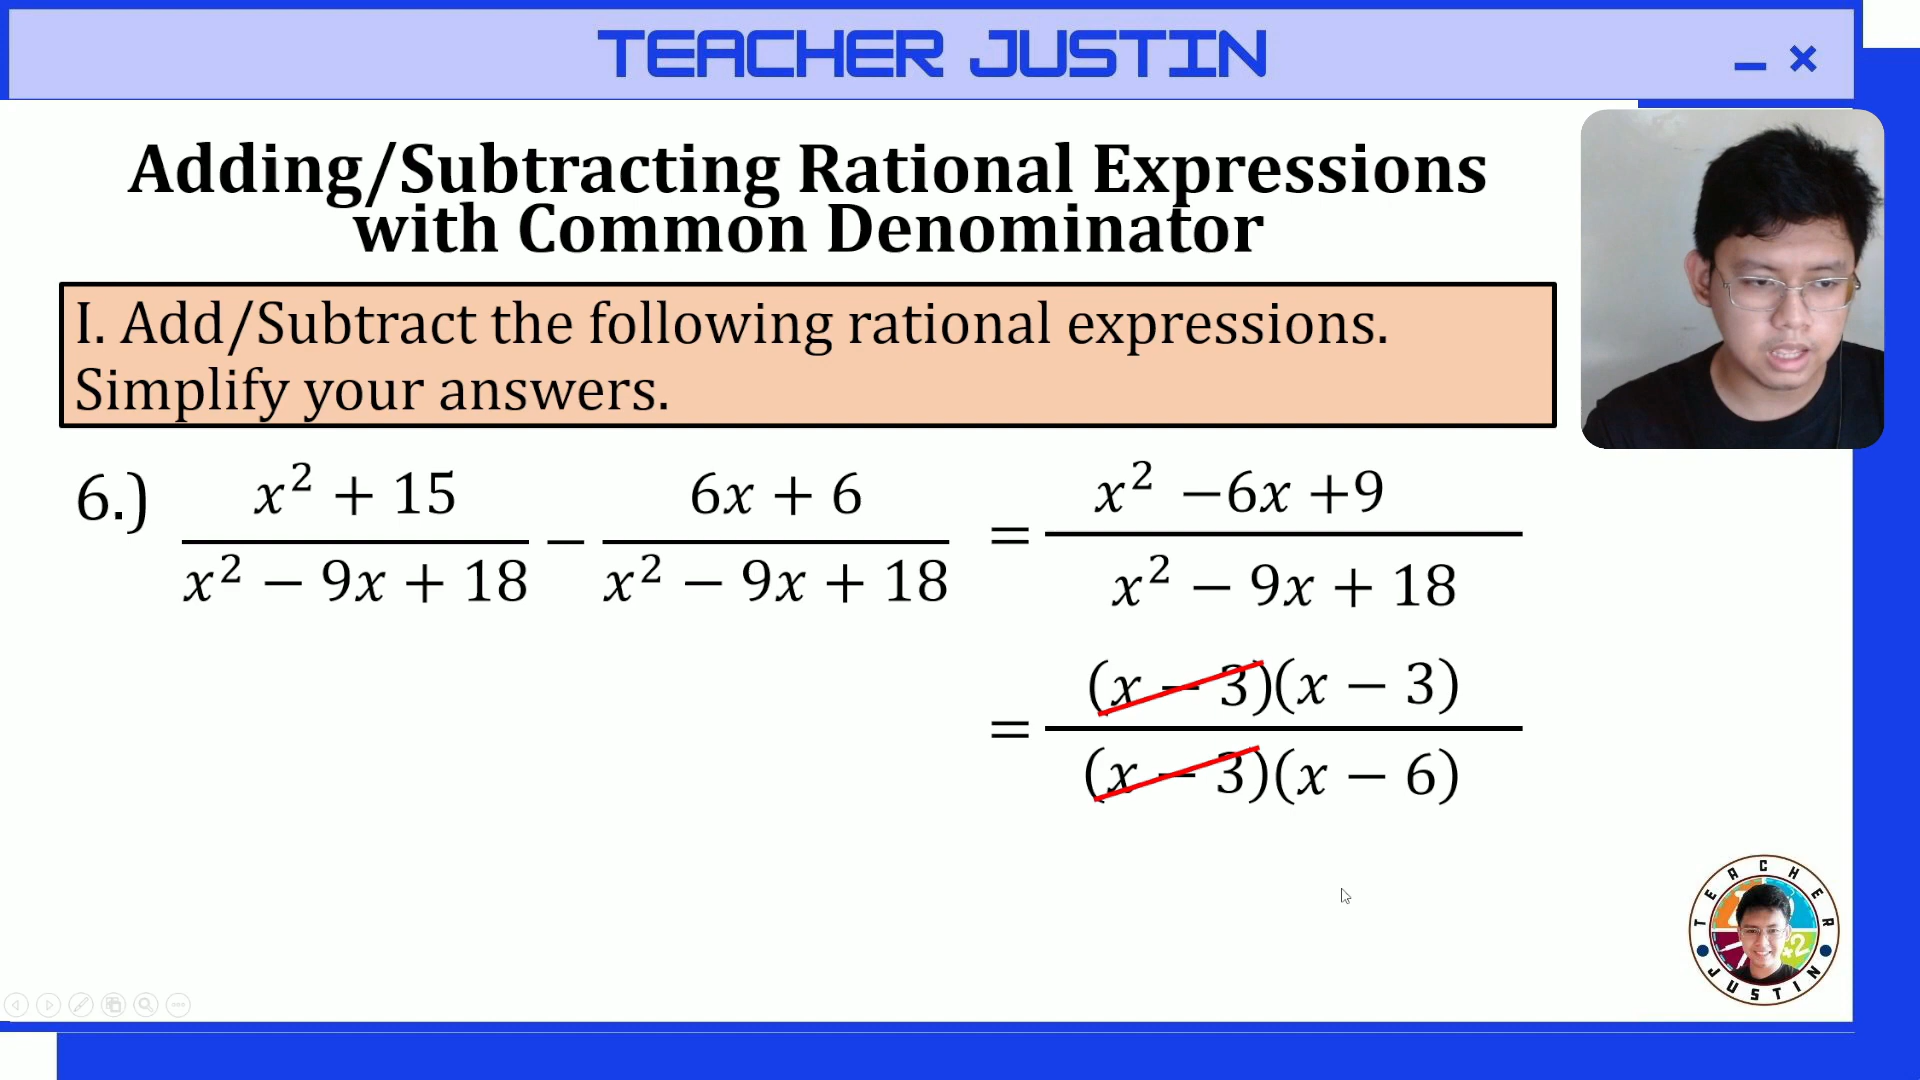 TEACHER JUSTIN
Adding/Subtracting Rational Expressions
with Common Denominator
I. Add/Subtract the following rational expressions.
Simplify your answers.
6.) x² + 15 6x + 6 x² −6x +9
− =
x² − 9x + 18 x² − 9x + 18 x² − 9x + 18
(x − 3)(x − 3)
=
(x − 3)(x − 6)
TEACHER
JUSTIN